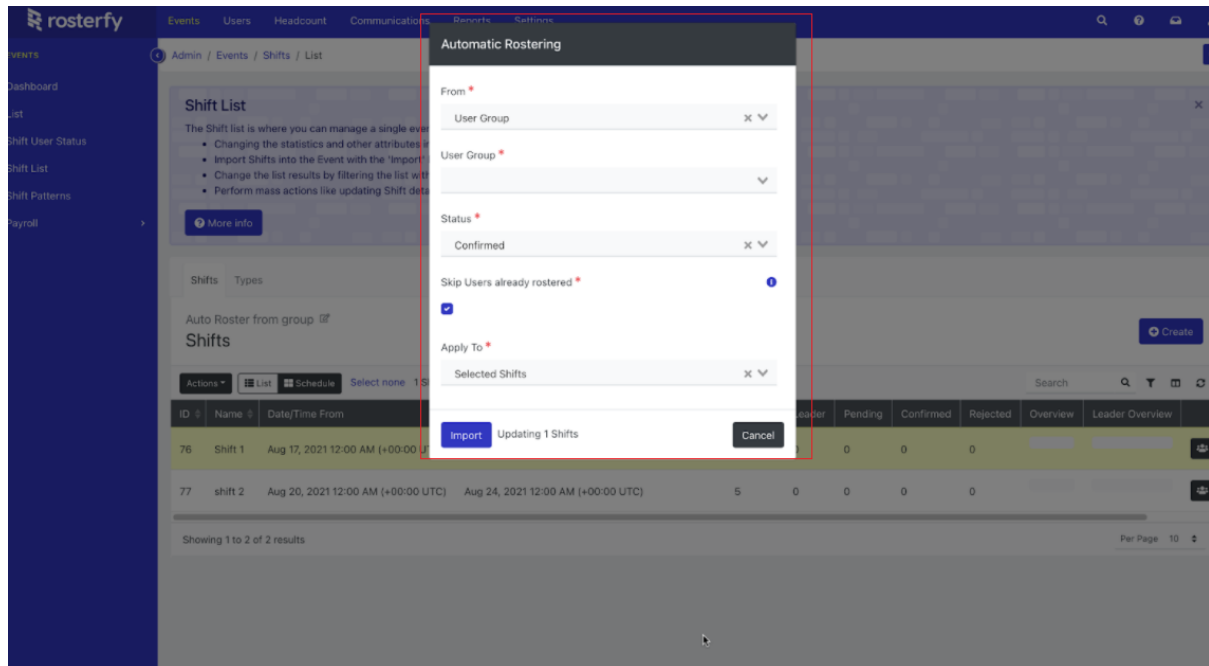 rosterfy
Events Users Headcount Communications Reports Settings
EVENTS
Admin / Events / Shifts / List
Dashboard
List
Shift User Status
Shift List
Shift Patterns
Payroll
Shift List
The Shift list is where you can manage a single
Changing the statistics and other attributes
Import Shifts into the Event with the 'Import'
Change the list results by filtering the list
Perform mass actions like updating Shift
More info
Shifts Types
Auto Roster from group
Shifts
Create
Actions List Schedule Select none 1
Search
ID Name Date/Time From Leader Pending Confirmed Rejected Overview Leader Overview
76 Shift 1 Aug 17, 2021 12:00 AM (+00:00 0 0 0
77 shift 2 Aug 20, 2021 12:00 AM (+00:00 UTC) Aug 24, 2021 12:00 AM (+00:00 UTC) 5 0 0 0 0
Showing 1 to 2 of 2 results
Per Page 10
Automatic Rostering
From *
User Group
User Group *
Status *
Confirmed
Skip Users already rostered *
Apply To *
Selected Shifts
Import Updating 1 Shifts Cancel